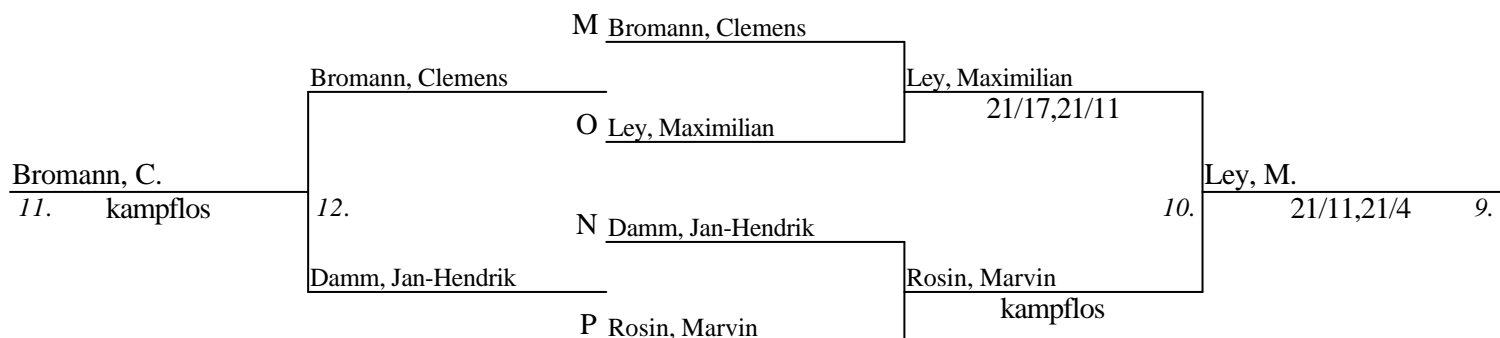 M Bromann, Clemens
Bromann, Clemens
Ley, Maximilian
21/17,21/11
O Ley, Maximilian
Bromann, C.
11. kampflos
12.
Ley, M.
10.
21/11,21/4 9.
N Damm, Jan-Hendrik
Damm, Jan-Hendrik
Rosin, Marvin
kampflos
P Rosin, Marvin